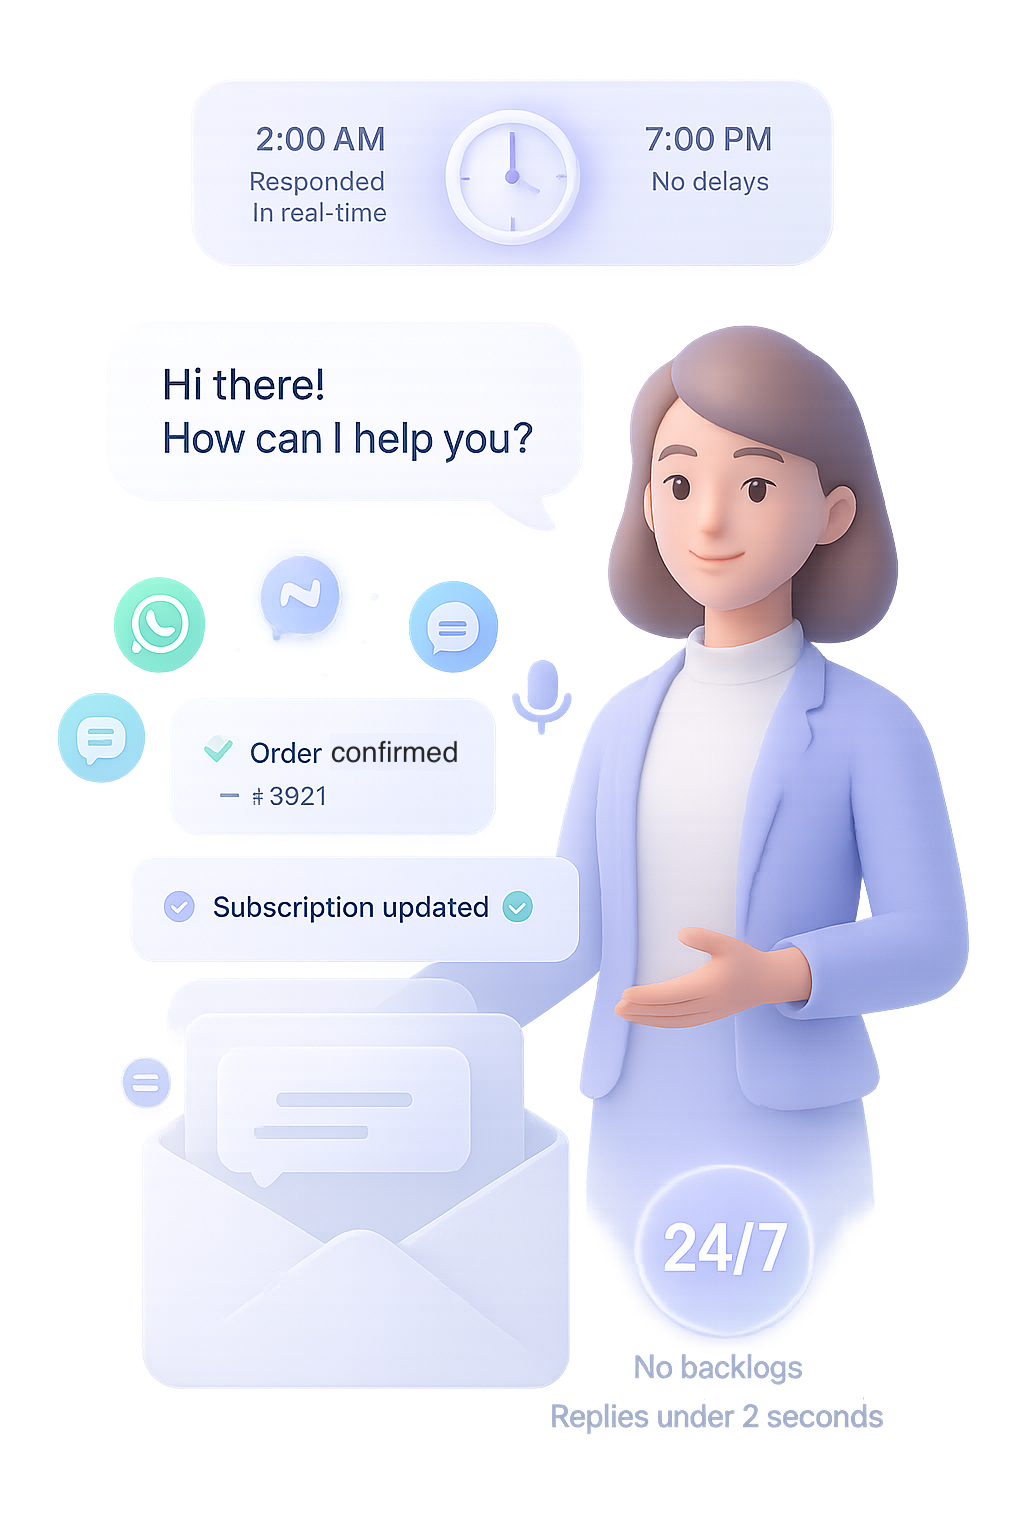 2:00 AM
Responded
In real-time
7:00 PM
No delays
Hi there!
How can I help you?
Order confirmed
— #3921
Subscription updated
24/7
No backlogs
Replies under 2 seconds